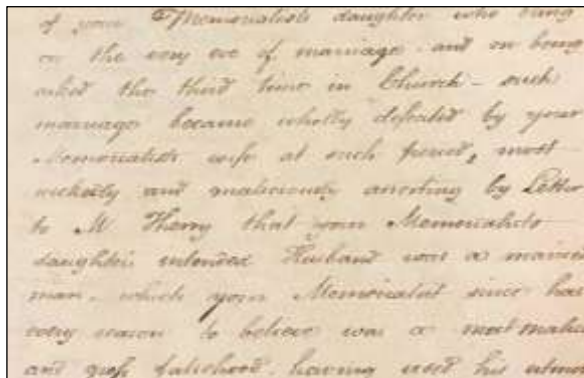 of your Memorialists daughter who being
on the very eve of marriage and on being
asked the third time in Church – such
marriage became wholly defeated by your
Memorialists wife at such period, most
wickedly and maliciously asserting by Letter
to Mr that your Memorialists
daughters intended Husband was a married
man, which your Memorialist since has
every reason to believe was a most
and gross falsehood, having used his utmost